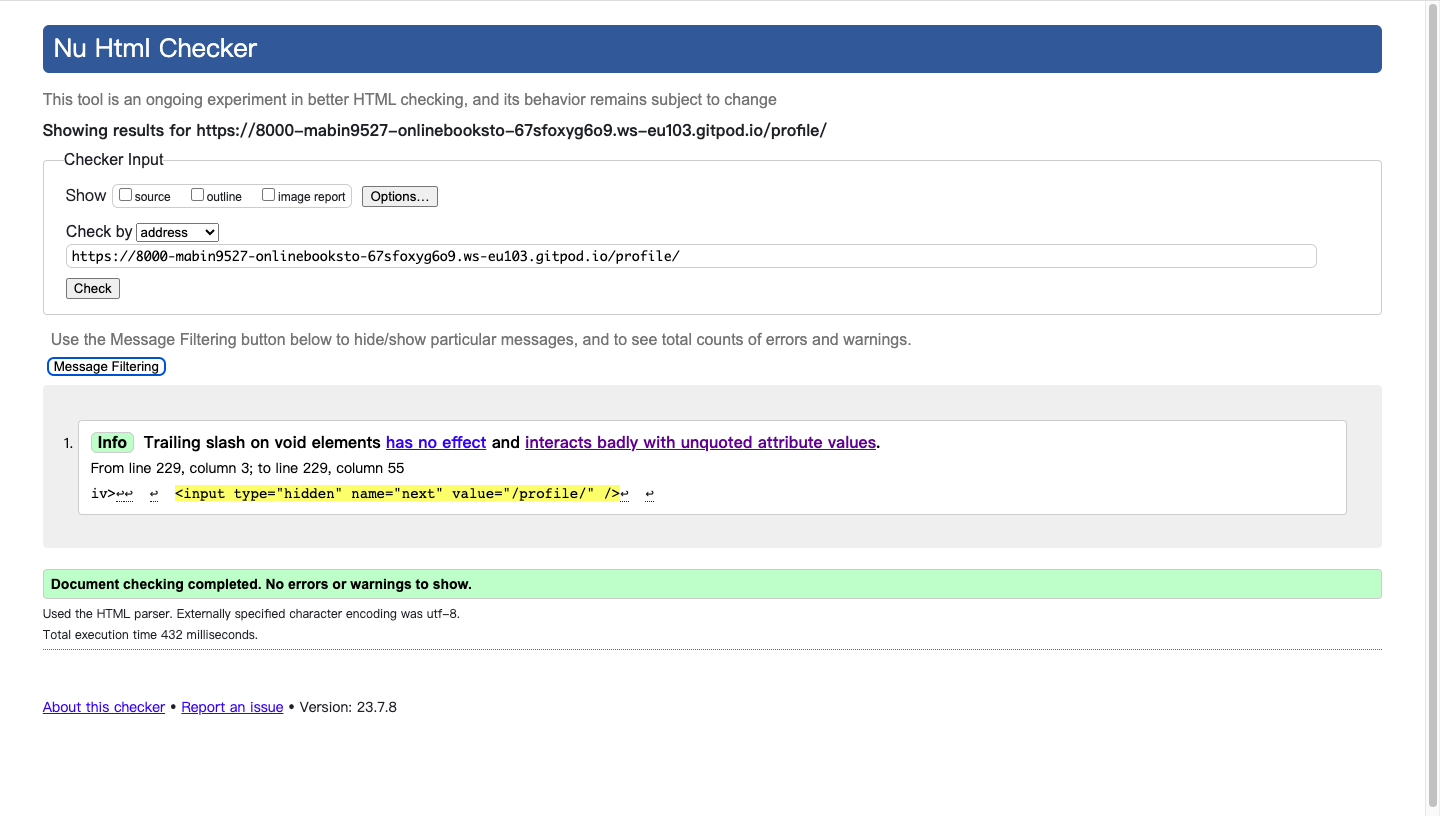 Nu Html Checker
This tool is an ongoing experiment in better HTML checking, and its behavior remains subject to change
Showing results for https://8000-mabin9527-onlinebooksto-67sfoxyg6o9.ws-eu103.gitpod.io/profile/
Checker Input
Show source outline image report Options...
Check by address
https://8000-mabin9527-onlinebooksto-67sfoxyg6o9.ws-eu103.gitpod.io/profile/
Check
Use the Message Filtering button below to hide/show particular messages, and to see total counts of errors and warnings.
Message Filtering
1. Info Trailing slash on void elements has no effect and interacts badly with unquoted attribute values.
From line 229, column 3; to line 229, column 55
iv>↩↩ ↩ <input type="hidden" name="next" value="/profile/" />↩ ↩
Document checking completed. No errors or warnings to show.
Used the HTML parser. Externally specified character encoding was utf-8.
Total execution time 432 milliseconds.
About this checker • Report an issue • Version: 23.7.8